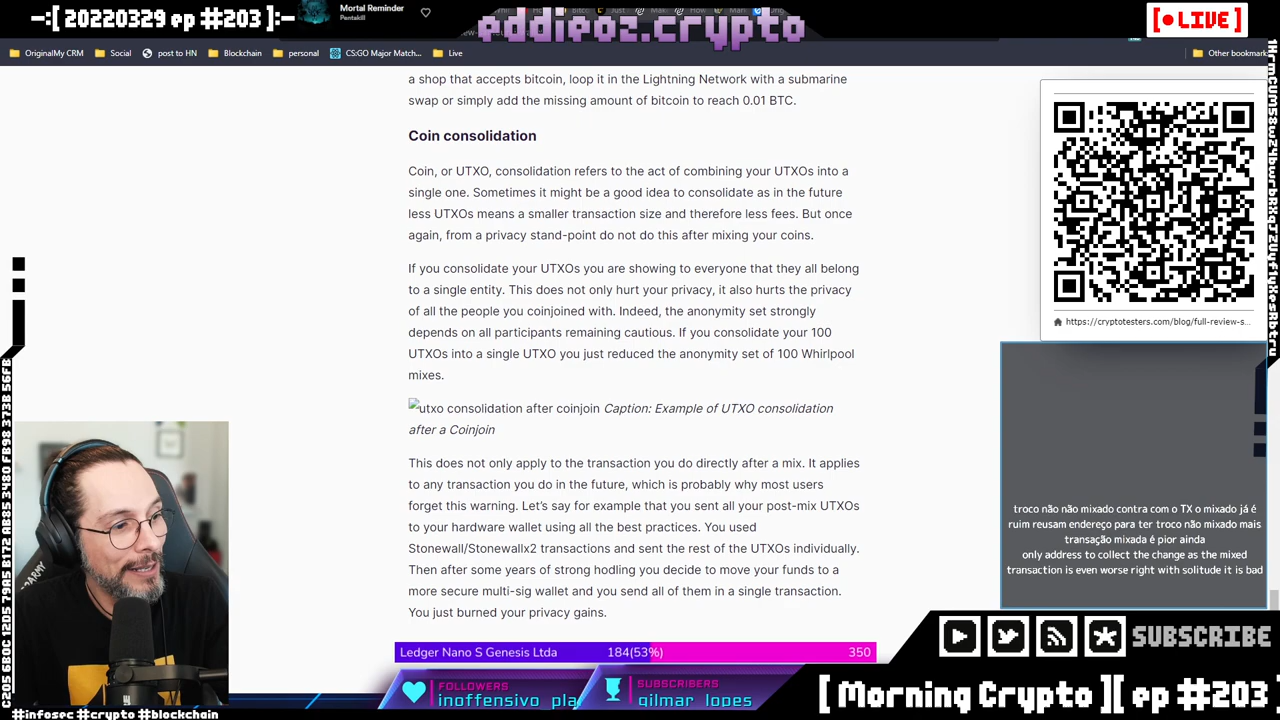 -:[ 20220329 ep #203 ]:-
Mortal Reminder
Pentakill
eddieoz.crypto
[●LIVE]
OriginalMy CRM
Social
post to HN
Blockchain
personal
CS:GO Major Match...
Live
Other bookmark
a shop that accepts bitcoin, loop it in the Lightning Network with a submarine
swap or simply add the missing amount of bitcoin to reach 0.01 BTC.
Coin consolidation
Coin, or UTXO, consolidation refers to the act of combining your UTXOs into a
single one. Sometimes it might be a good idea to consolidate as in the future
less UTXOs means a smaller transaction size and therefore less fees. But once
again, from a privacy stand-point do not do this after mixing your coins.
If you consolidate your UTXOs you are showing to everyone that they all belong
to a single entity. This does not only hurt your privacy, it also hurts the privacy
of all the people you coinjoined with. Indeed, the anonymity set strongly
depends on all participants remaining cautious. If you consolidate your 100
UTXOs into a single UTXO you just reduced the anonymity set of 100 Whirlpool
mixes.
utxo consolidation after coinjoin Caption: Example of UTXO consolidation
after a Coinjoin
This does not only apply to the transaction you do directly after a mix. It applies
to any transaction you do in the future, which is probably why most users
forget this warning. Let's say for example that you sent all your post-mix UTXOs
to your hardware wallet using all the best practices. You used
Stonewall/Stonewallx2 transactions and sent the rest of the UTXOs individually.
Then after some years of strong hodling you decide to move your funds to a
more secure multi-sig wallet and you send all of them in a single transaction.
You just burned your privacy gains.
https://cryptotesters.com/blog/full-review-s...
troco não não mixado contra com o TX o mixado já é
ruim reusam endereço para ter troco não mixado mais
transação mixada é pior ainda
only address to collect the change as the mixed
transaction is even worse right with solitude it is bad
Ledger Nano S Genesis Ltda 184(53%) 350
FOLLOWERS
inoffensivo_pla
SUBSCRIBERS
gilmar_lopes
SUBSCRIBE
[Morning Crypto][ep #203]
#infosec #crypto #blockchain